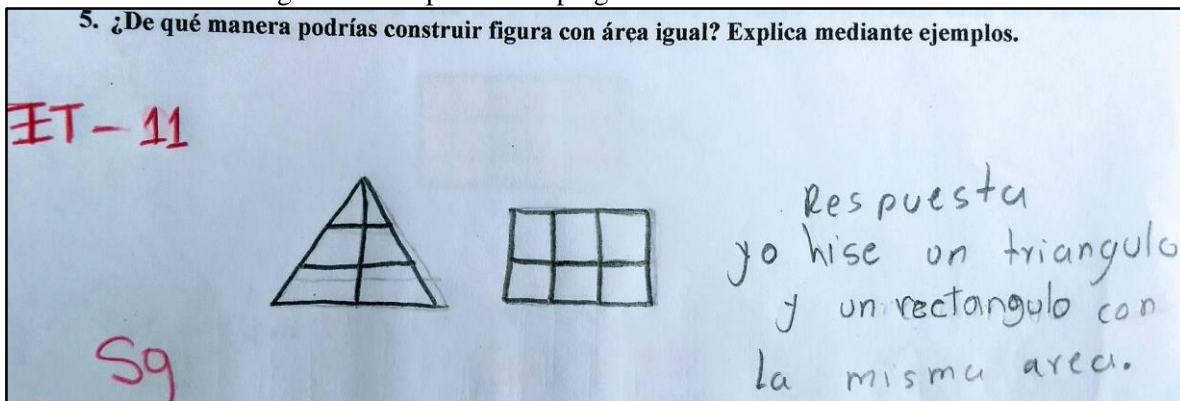 5. ¿De qué manera podrías construir figura con área igual? Explica mediante ejemplos.
ET - 11
Respuesta
yo hise un triangulo
y un rectangulo con
la misma area.
Sg